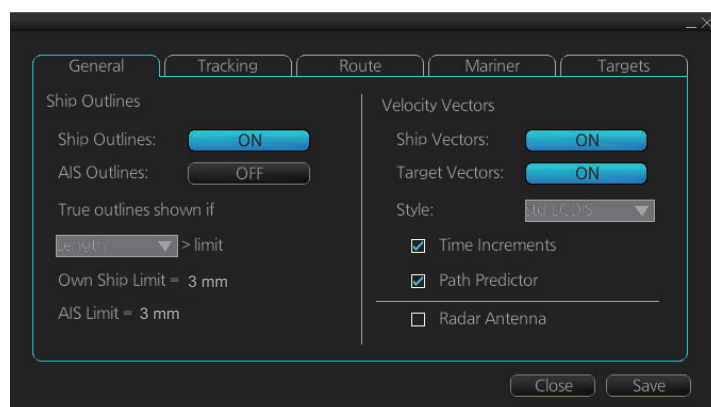 General
Tracking
Route
Mariner
Targets
Ship Outlines
Ship Outlines: ON
AIS Outlines: OFF
True outlines shown if
Length > limit
Own Ship Limit = 3 mm
AIS Limit = 3 mm
Velocity Vectors
Ship Vectors: ON
Target Vectors: ON
Style: Std ECDIS
Time Increments
Path Predictor
Radar Antenna
Close
Save